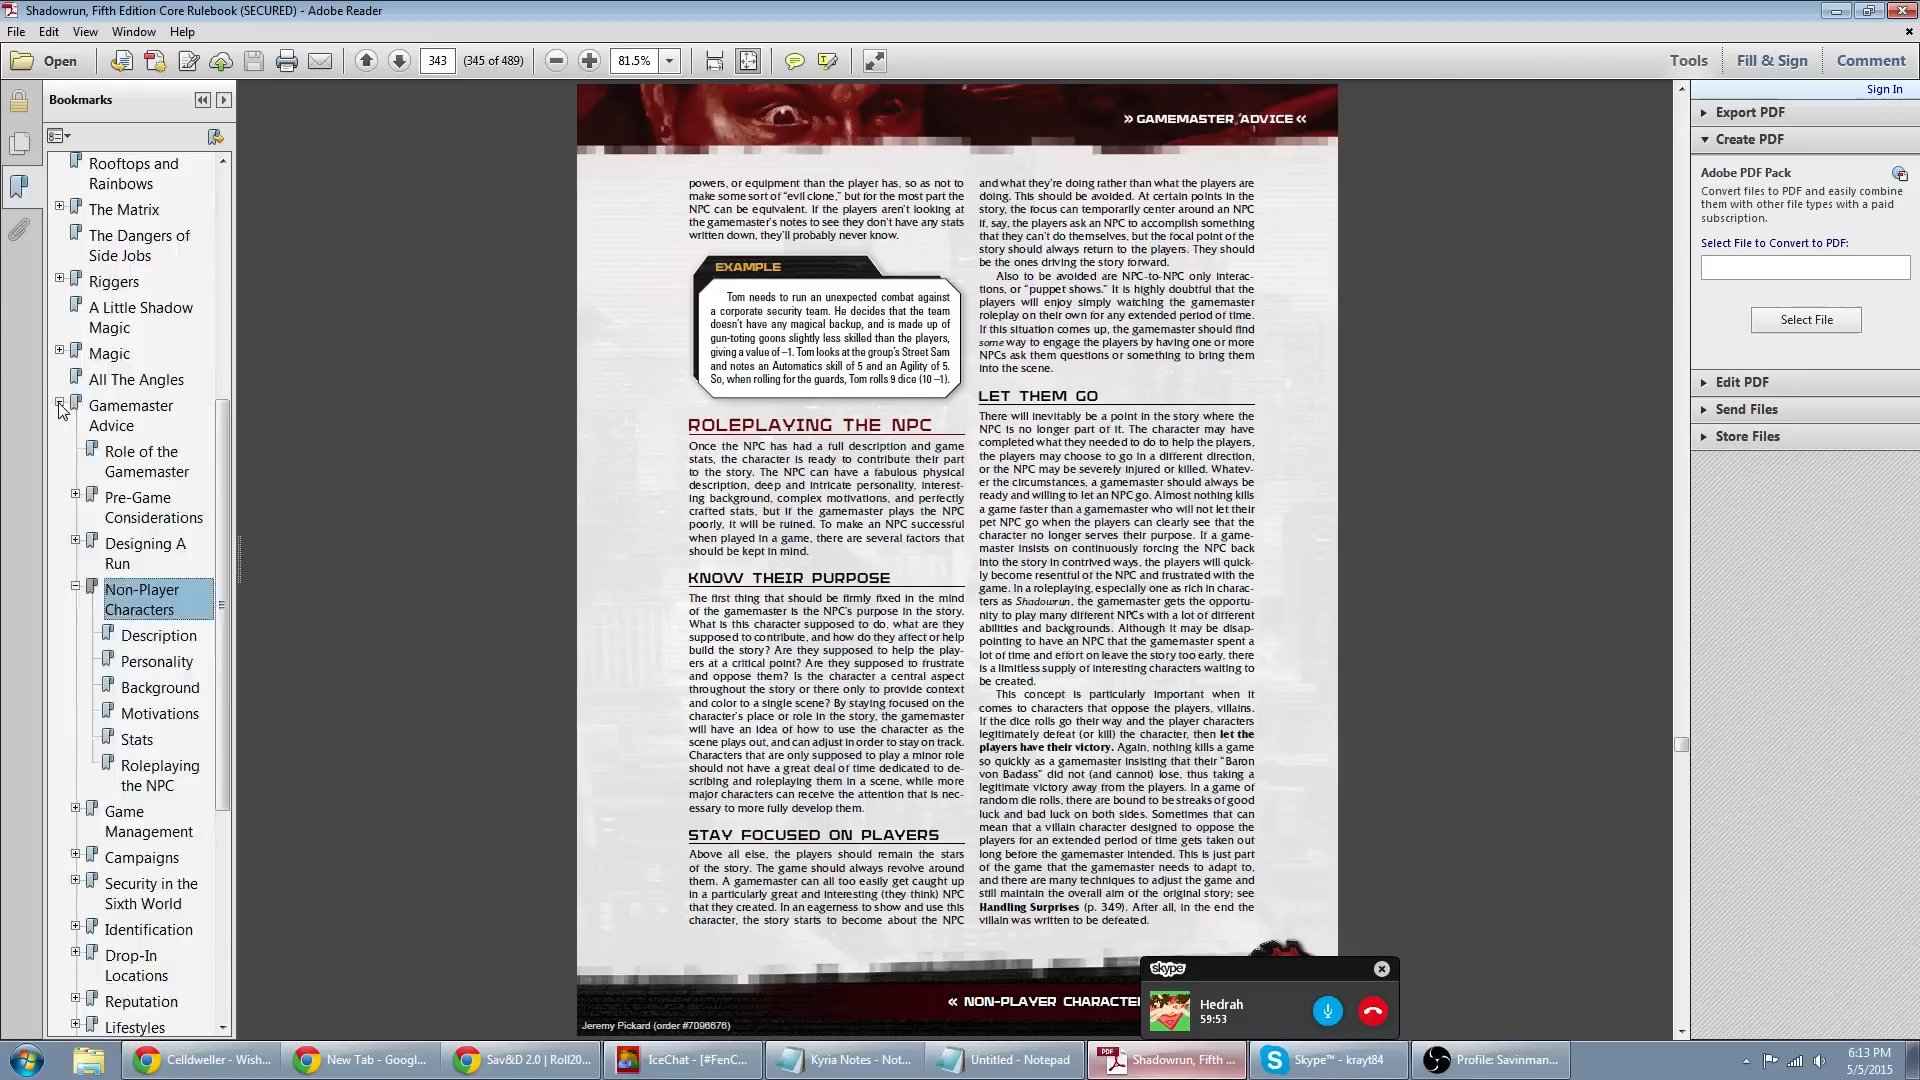 Shadowrun, Fifth Edition Core Rulebook (SECURED) - Adobe Reader
File Edit View Window Help
Open
343 (345 of 489)
81.5%
Tools Fill & Sign Comment
Bookmarks
Rooftops and
Rainbows
The Matrix
The Dangers of
Side Jobs
Riggers
A Little Shadow
Magic
Magic
All The Angles
Gamemaster
Advice
Role of the
Gamemaster
Pre-Game
Considerations
Designing A
Run
Non-Player
Characters
Description
Personality
Background
Motivations
Stats
Roleplaying
the NPC
Game
Management
Campaigns
Security in the
Sixth World
Identification
Drop-In
Locations
Reputation
Lifestyles
» GAMEMASTER ADVICE «
powers, or equipment than the player has, so as not to
make some sort of “evil clone,” but for the most part the
NPC can be equivalent. If the players aren’t looking at
the gamemaster’s notes to see they don’t have any stats
written down, they’ll probably never know.
EXAMPLE
Tom needs to run an unexpected combat against
a corporate security team. He decides that the team
doesn’t have any magical backup, and is made up of
gun-toting goons slightly less skilled than the players,
giving a value of –1. Tom looks at the group’s Street Sam
and notes an Automatics skill of 5 and an Agility of 5.
So, when rolling for the guards, Tom rolls 9 dice (10 –1).
ROLEPLAYING THE NPC
Once the NPC has had a full description and game
stats, the character is ready to contribute their part
to the story. The NPC can have a fabulous physical
description, deep and intricate personality, interest-
ing background, complex motivations, and perfectly
crafted stats, but if the gamemaster plays the NPC
poorly, it will be ruined. To make an NPC successful
when played in a game, there are several factors that
should be kept in mind.
KNOW THEIR PURPOSE
The first thing that should be firmly fixed in the mind
of the gamemaster is the NPC’s purpose in the story.
What is this character supposed to do, what are they
supposed to contribute, and how do they affect or help
build the story? Are they supposed to help the play-
ers at a critical point? Are they supposed to frustrate
and oppose them? Is the character a central aspect
throughout the story or there only to provide context
and color to a single scene? By staying focused on the
character’s place or role in the story, the gamemaster
will have an idea of how to use the character as the
scene plays out, and can adjust in order to stay on track.
Characters that are only supposed to play a minor role
should not have a great deal of time dedicated to de-
scribing and roleplaying them in a scene, while more
major characters can receive the attention that is nec-
essary to more fully develop them.
STAY FOCUSED ON PLAYERS
Above all else, the players should remain the stars
of the story. The game should always revolve around
them. A gamemaster can all too easily get caught up
in a particularly great and interesting (they think) NPC
that they created. In an eagerness to show and use this
character, the story starts to become about the NPC
and what they’re doing rather than what the players are
doing. This should be avoided. At certain points in the
story, the focus can temporarily center around an NPC
if, say, the players ask an NPC to accomplish something
that they can’t do themselves, but the focal point of the
story should always return to the players. They should
be the ones driving the story forward.
Also to be avoided are NPC-to-NPC only interac-
tions, or “puppet shows.” It is highly doubtful that the
players will enjoy simply watching the gamemaster
roleplay on their own for any extended period of time.
If this situation comes up, the gamemaster should find
some way to engage the players by having one or more
NPCs ask them questions or something to bring them
into the scene.
LET THEM GO
There will inevitably be a point in the story where the
NPC is no longer part of it. The character may have
completed what they needed to do to help the players,
the players may choose to go in a different direction,
or the NPC may be severely injured or killed. Whatev-
er the circumstances, a gamemaster should always be
ready and willing to let an NPC go. Almost nothing kills
a game faster than a gamemaster who will not let their
pet NPC go when the players can clearly see that the
character no longer serves their purpose. If a game-
master insists on continuously forcing the NPC back
into the story in contrived ways, the players will quick-
ly become resentful of the NPC and frustrated with the
game. In a roleplaying, especially one as rich in charac-
ters as Shadowrun, the gamemaster gets the opportu-
nity to play many different NPCs with a lot of different
abilities and backgrounds. Although it may be disap-
pointing to have an NPC that the gamemaster spent a
lot of time and effort on leave the story too early, there
is a limitless supply of interesting characters waiting to
be created.
This concept is particularly important when it
comes to characters that oppose the players, villains.
If the dice rolls go their way and the player characters
legitimately defeat (or kill) the character, then let the
players have their victory. Again, nothing kills a game
so quickly as a gamemaster insisting that their “Baron
von Badass” did not (and cannot) lose, thus taking a
legitimate victory away from the players. In a game of
random die rolls, there are bound to be streaks of good
luck and bad luck on both sides. Sometimes that can
mean that a villain character designed to oppose the
players for an extended period of time gets taken out
long before the gamemaster intended. This is just part
of the game that the gamemaster needs to adapt to,
and there are many techniques to adjust the game and
still maintain the overall aim of the original story; see
Handling Surprises (p. 349). After all, in the end the
villain was written to be defeated.
« NON-PLAYER CHARACTE
Jeremy Pickard (order #7096676)
skype
Hedrah
59:53
Sign In
Export PDF
Create PDF
Adobe PDF Pack
Convert files to PDF and easily combine
them with other file types with a paid
subscription.
Select File to Convert to PDF:
Select File
Edit PDF
Send Files
Store Files
Celldweller - Wish...
New Tab - Googl...
Sav&D 2.0 | Roll20...
IceChat - [#FenC...
Kyria Notes - Not...
Untitled - Notepad
PDF
Shadowrun, Fifth ...
Skype™ - krayt84
Profile: Savinman...
6:13 PM
5/5/2015